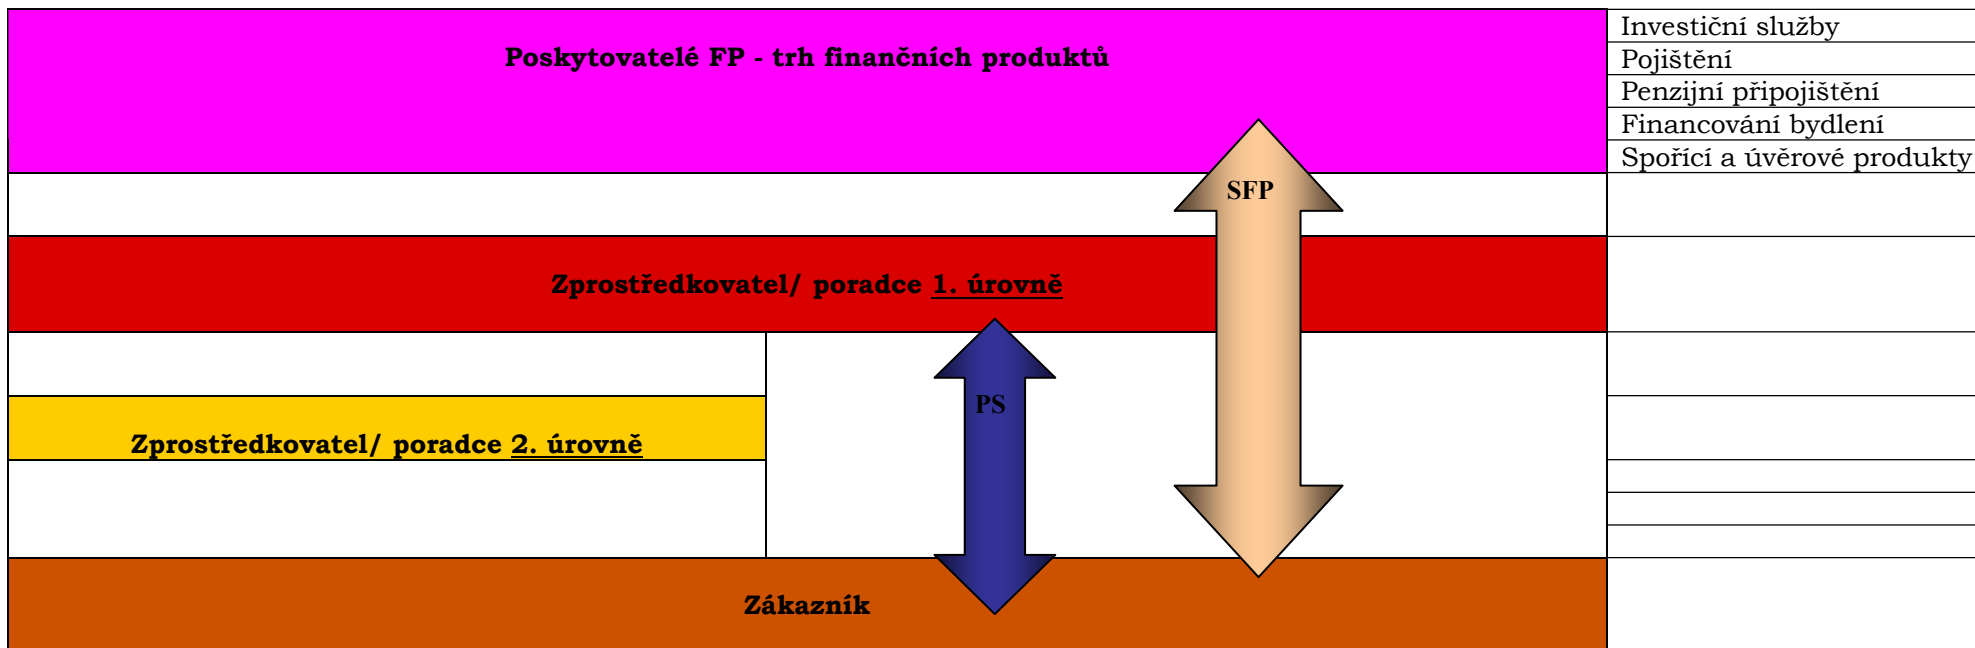 Poskytovatelé FP - trh finančních produktů
Investiční služby
Pojištění
Penzijní připojištění
Financování bydlení
Spořící a úvěrové produkty
SFP
Zprostředkovatel/ poradce 1. úrovně
PS
Zprostředkovatel/ poradce 2. úrovně
Zákazník